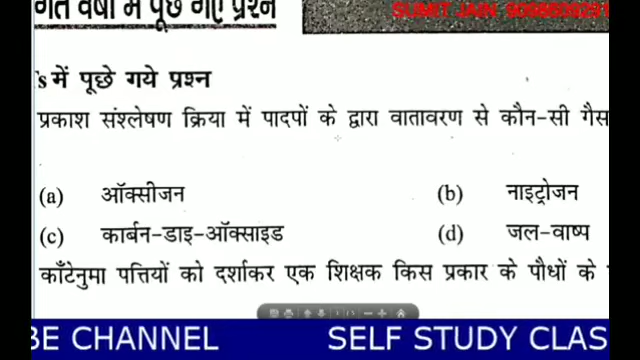 गत वर्षों में पूछे गए प्रश्न
SUMIT JAIN
's में पूछे गये प्रश्न
प्रकाश संश्लेषण क्रिया में पादपों के द्वारा वातावरण से कौन-सी गैस
(a) ऑक्सीजन (b) नाइट्रोजन
(c) कार्बन-डाइ-ऑक्साइड (d) जल-वाष्प
काँटेनुमा पत्तियों को दर्शाकर एक शिक्षक किस प्रकार के पौधों के
BE CHANNEL SELF STUDY CLAS